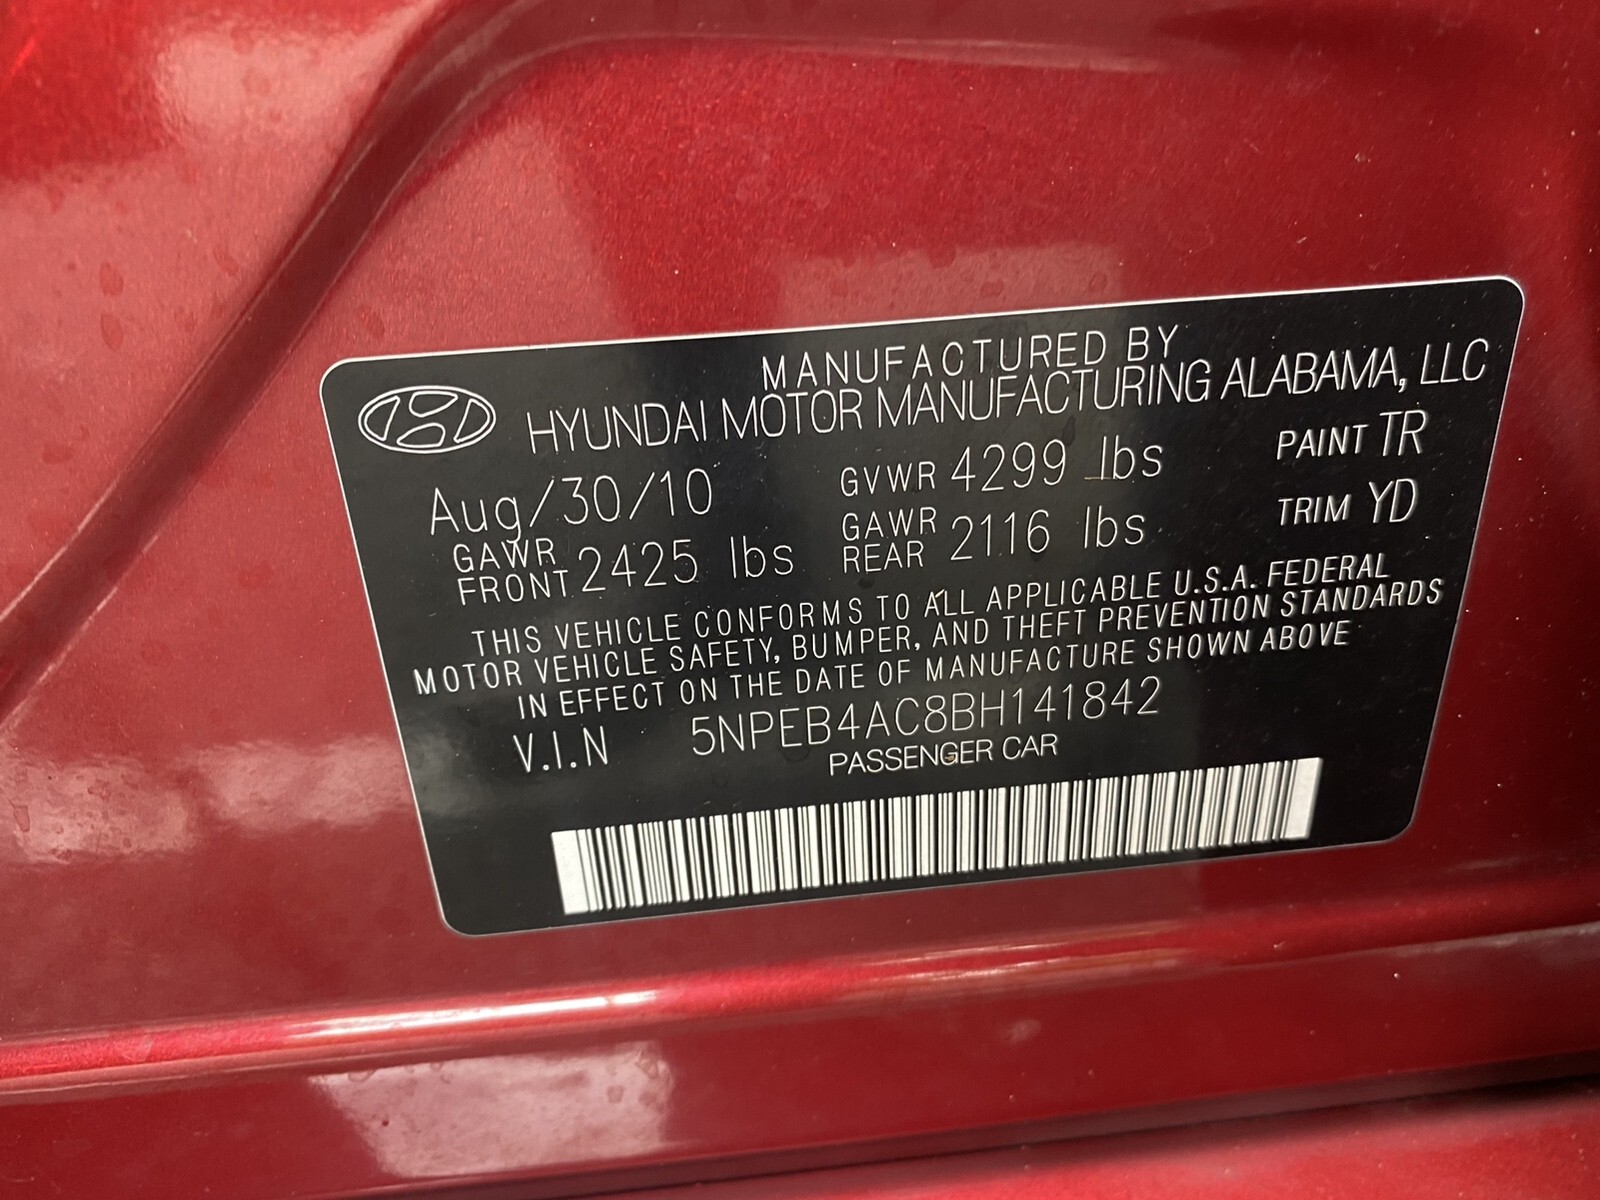 MANUFACTURED BY
HYUNDAI MOTOR MANUFACTURING ALABAMA, LLC
Aug/30/10 GVWR 4299 lbs PAINT TR
GAWR FRONT 2425 lbs GAWR REAR 2116 lbs TRIM YD
THIS VEHICLE CONFORMS TO ALL APPLICABLE U.S.A. FEDERAL
MOTOR VEHICLE SAFETY, BUMPER, AND THEFT PREVENTION STANDARDS
IN EFFECT ON THE DATE OF MANUFACTURE SHOWN ABOVE
V.I.N 5NPEB4AC8BH141842
PASSENGER CAR